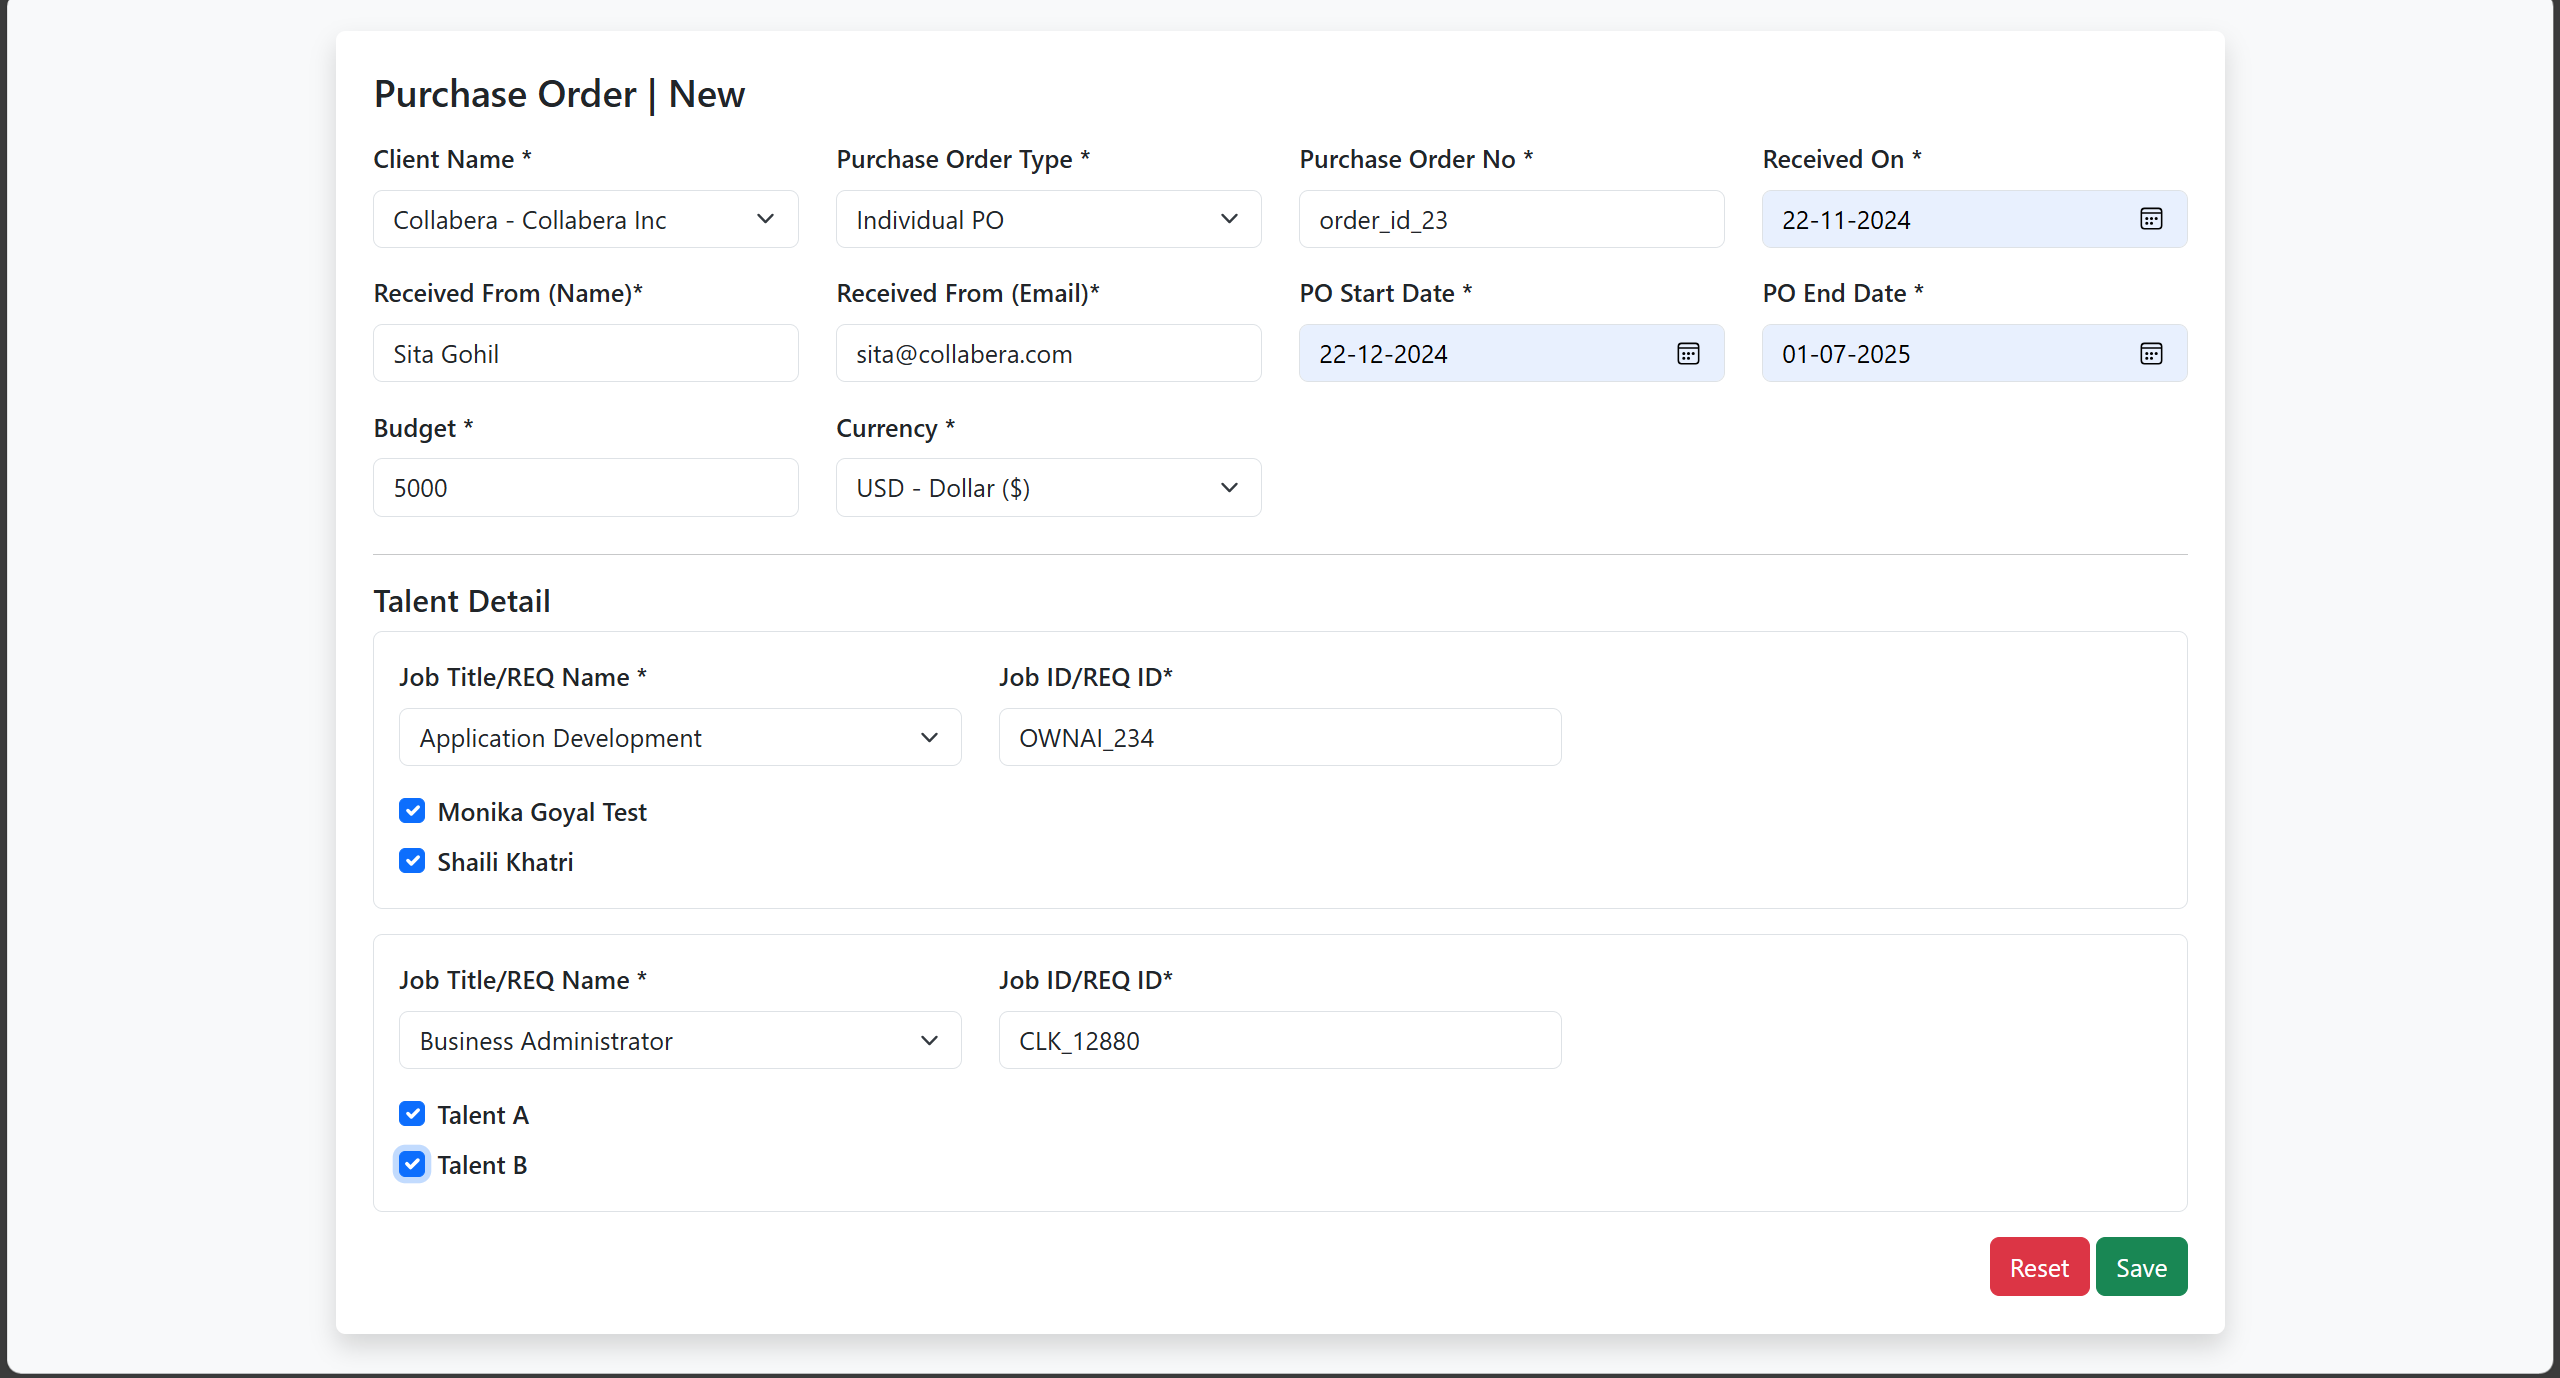 Purchase Order | New
Client Name * Purchase Order Type * Purchase Order No * Received On *
Collabera - Collabera Inc Individual PO order_id_23 22-11-2024
Received From (Name)* Received From (Email)* PO Start Date * PO End Date *
Sita Gohil sita@collabera.com 22-12-2024 01-07-2025
Budget * Currency *
5000 USD - Dollar ($)
Talent Detail
Job Title/REQ Name * Job ID/REQ ID*
Application Development OWNAI_234
Monika Goyal Test
Shaili Khatri
Job Title/REQ Name * Job ID/REQ ID*
Business Administrator CLK_12880
Talent A
Talent B
Reset Save